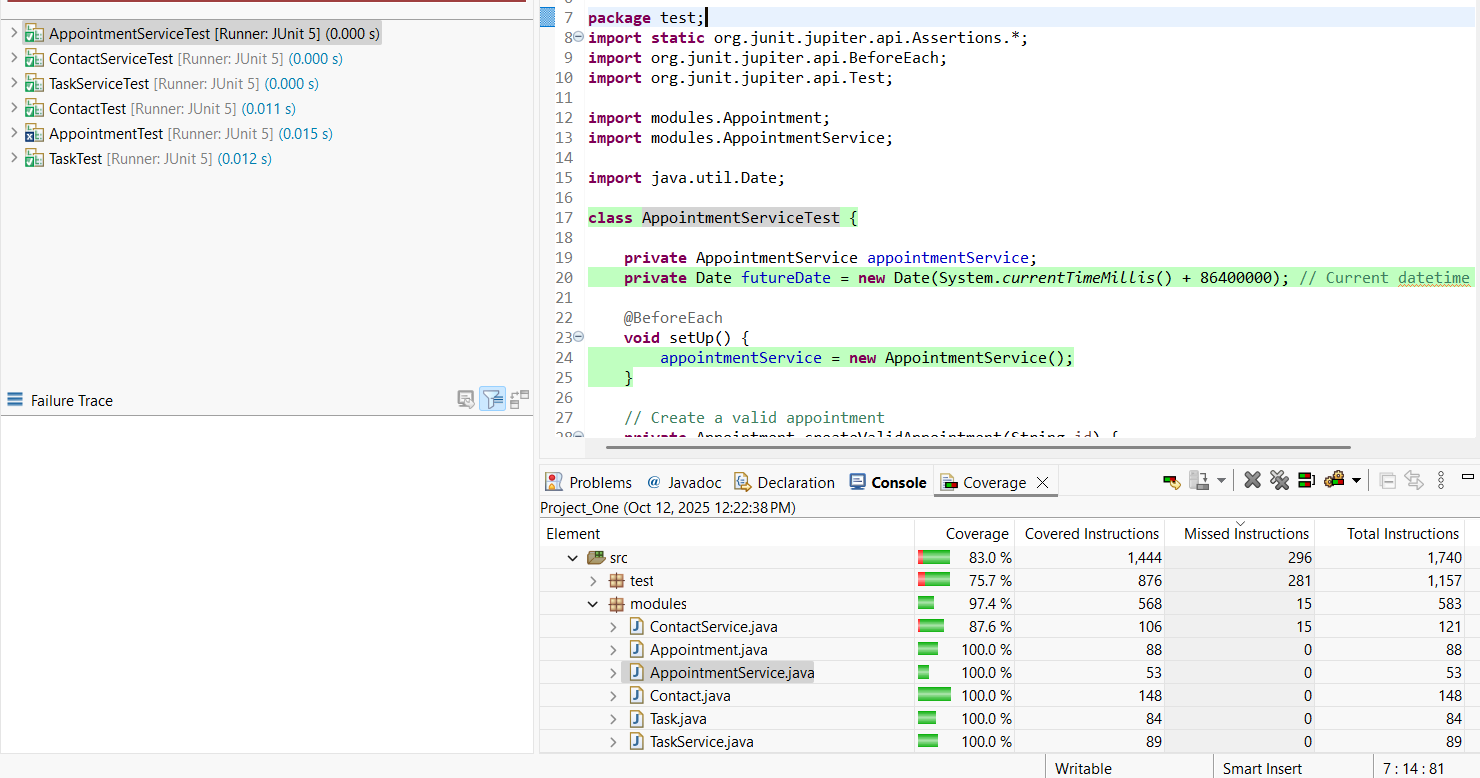 AppointmentServiceTest [Runner: JUnit 5] (0.000 s)
ContactServiceTest [Runner: JUnit 5] (0.000 s)
TaskServiceTest [Runner: JUnit 5] (0.000 s)
ContactTest [Runner: JUnit 5] (0.011 s)
AppointmentTest [Runner: JUnit 5] (0.015 s)
TaskTest [Runner: JUnit 5] (0.012 s)
Failure Trace
7 package test;
8 import static org.junit.jupiter.api.Assertions.*;
9 import org.junit.jupiter.api.BeforeEach;
10 import org.junit.jupiter.api.Test;
11
12 import modules.Appointment;
13 import modules.AppointmentService;
14
15 import java.util.Date;
16
17 class AppointmentServiceTest {
18
19 private AppointmentService appointmentService;
20 private Date futureDate = new Date(System.currentTimeMillis() + 86400000); // Current datetime
21
22 @BeforeEach
23 void setUp() {
24 appointmentService = new AppointmentService();
25 }
26
27 // Create a valid appointment
28 private Appointment createValidAppointment(String id) {
Problems @ Javadoc Declaration Console Coverage
Project_One (Oct 12, 2025 12:22:38 PM)
Element Coverage Covered Instructions Missed Instructions Total Instructions
src 83.0 % 1,444 296 1,740
test 75.7 % 876 281 1,157
modules 97.4 % 568 15 583
ContactService.java 87.6 % 106 15 121
Appointment.java 100.0 % 88 0 88
AppointmentService.java 100.0 % 53 0 53
Contact.java 100.0 % 148 0 148
Task.java 100.0 % 84 0 84
TaskService.java 100.0 % 89 0 89
Writable Smart Insert 7 : 14 : 81